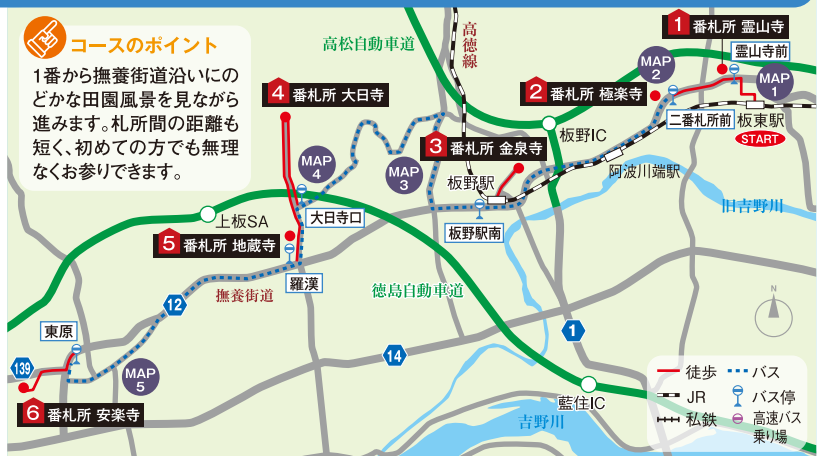 コースのポイント
1番から撫養街道沿いにの
どかな田園風景を見ながら
進みます。札所間の距離も
短く、初めての方でも無理
なくお参りできます。
高松自動車道
高徳線
1 番札所 霊山寺
霊山寺前
MAP 1
MAP 2
2 番札所 極楽寺
二番札所前
板東駅
START
4 番札所 大日寺
3 番札所 金泉寺
板野IC
阿波川端駅
MAP 4
MAP 3
板野駅
板野駅南
旧吉野川
上板SA
大日寺口
5 番札所 地蔵寺
羅漢
徳島自動車道
撫養街道
12
N
東原
1
14
139
MAP 5
6 番札所 安楽寺
藍住IC
吉野川
徒歩
バス
JR
バス停
私鉄
高速バス
乗り場